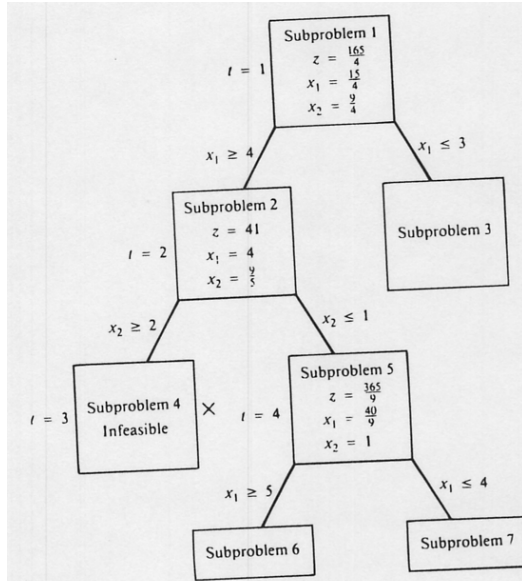 Subproblem 1
z = 165/4
t = 1
x₁ = 15/4
x₂ = 9/4
x₁ ≥ 4
x₁ ≤ 3
Subproblem 2
z = 41
t = 2
x₁ = 4
x₂ = 9/5
Subproblem 3
x₂ ≥ 2
x₂ ≤ 1
t = 3
Subproblem 4
Infeasible
×
t = 4
Subproblem 5
z = 365/9
x₁ = 40/9
x₂ = 1
x₁ ≥ 5
x₁ ≤ 4
Subproblem 6
Subproblem 7